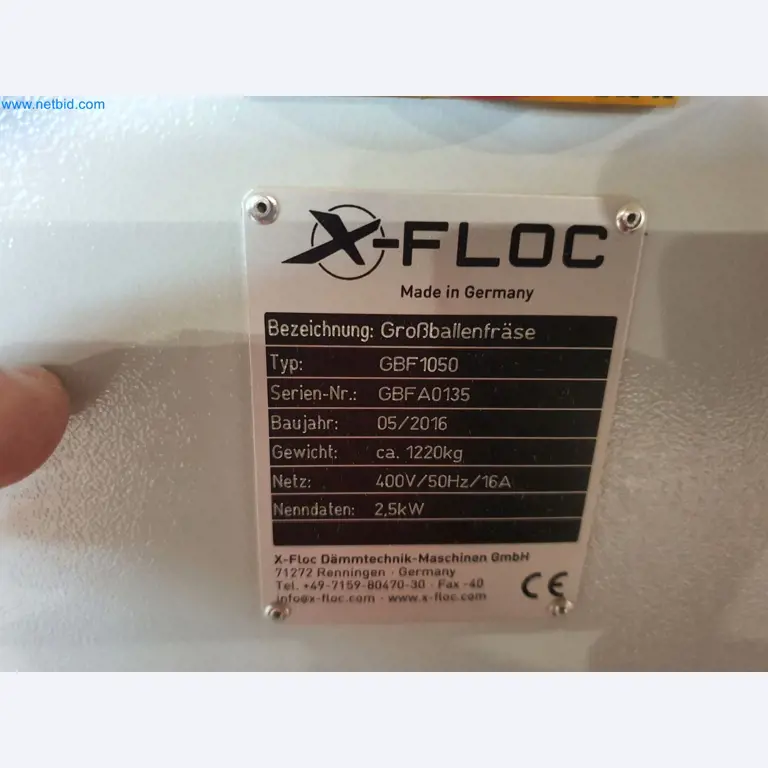 www.netbid.com
X-FLOC
Made in Germany
Bezeichnung: Großballenfräse
Typ: GBF1050
Serien-Nr.: GBFA0135
Baujahr: 05/2016
Gewicht: ca. 1220kg
Netz: 400V/50Hz/16A
Nenndaten: 2,5kW
X-Floc Dämmtechnik-Maschinen GmbH
71272 Renningen · Germany
Tel. +49-7159-80470-30 · Fax -40
info@x-floc.com · www.x-floc.com
CE